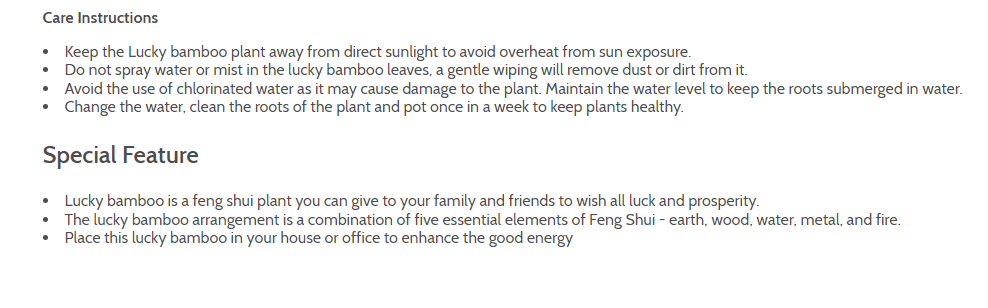 Care Instructions
• Keep the Lucky bamboo plant away from direct sunlight to avoid overheat from sun exposure.
• Do not spray water or mist in the lucky bamboo leaves, a gentle wiping will remove dust or dirt from it.
• Avoid the use of chlorinated water as it may cause damage to the plant. Maintain the water level to keep the roots submerged in water.
• Change the water, clean the roots of the plant and pot once in a week to keep plants healthy.
Special Feature
• Lucky bamboo is a feng shui plant you can give to your family and friends to wish all luck and prosperity.
• The lucky bamboo arrangement is a combination of five essential elements of Feng Shui - earth, wood, water, metal, and fire.
• Place this lucky bamboo in your house or office to enhance the good energy